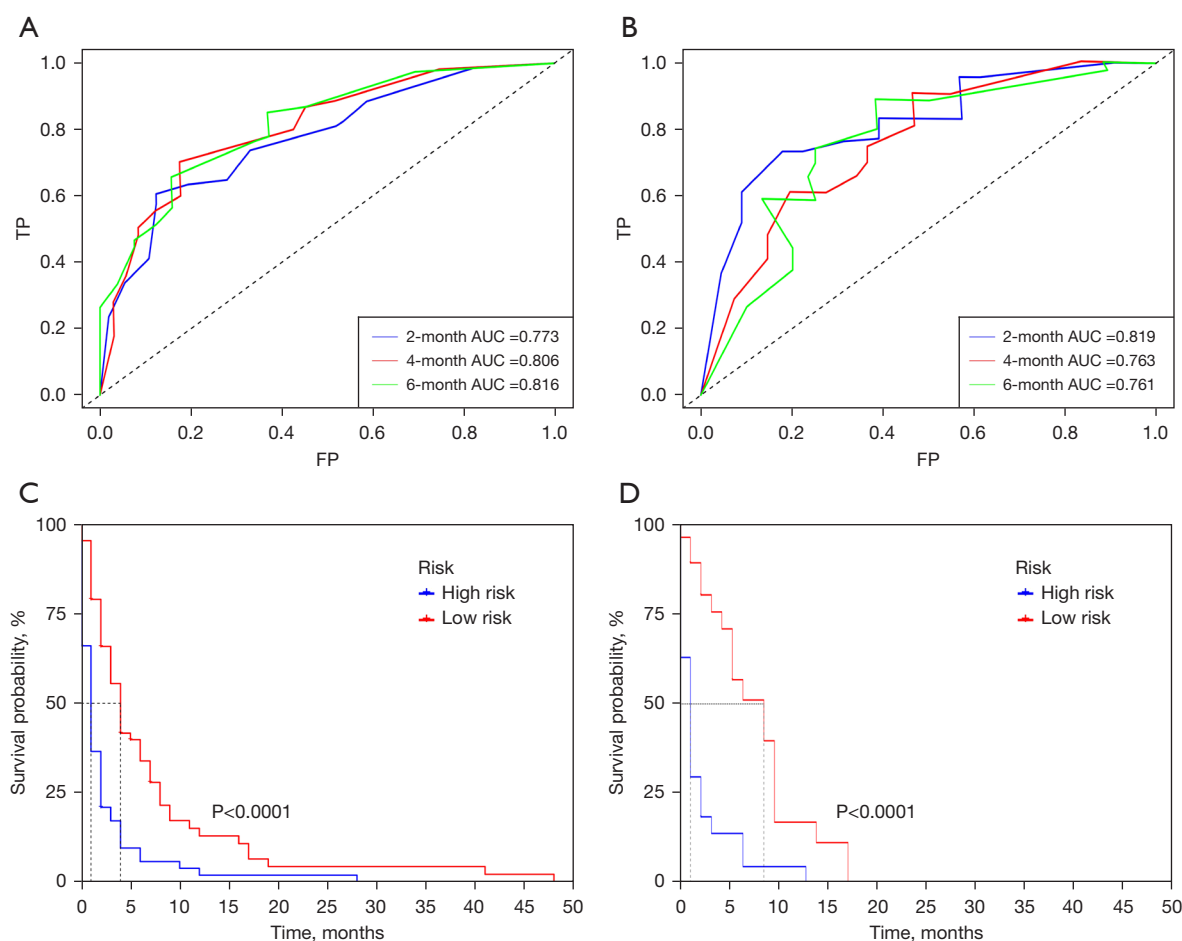 A
B
1.0
0.8
0.6
0.4
0.2
0.0
TP
2-month AUC =0.773
4-month AUC =0.806
6-month AUC =0.816
0.0 0.2 0.4 0.6 0.8 1.0
FP
1.0
0.8
0.6
0.4
0.2
0.0
TP
2-month AUC =0.819
4-month AUC =0.763
6-month AUC =0.761
0.0 0.2 0.4 0.6 0.8 1.0
FP
C
D
100
75
50
25
0
Survival probability, %
Risk
High risk
Low risk
P<0.0001
0 5 10 15 20 25 30 35 40 45 50
Time, months
100
75
50
25
0
Survival probability, %
Risk
High risk
Low risk
P<0.0001
0 5 10 15 20 25 30 35 40 45 50
Time, months